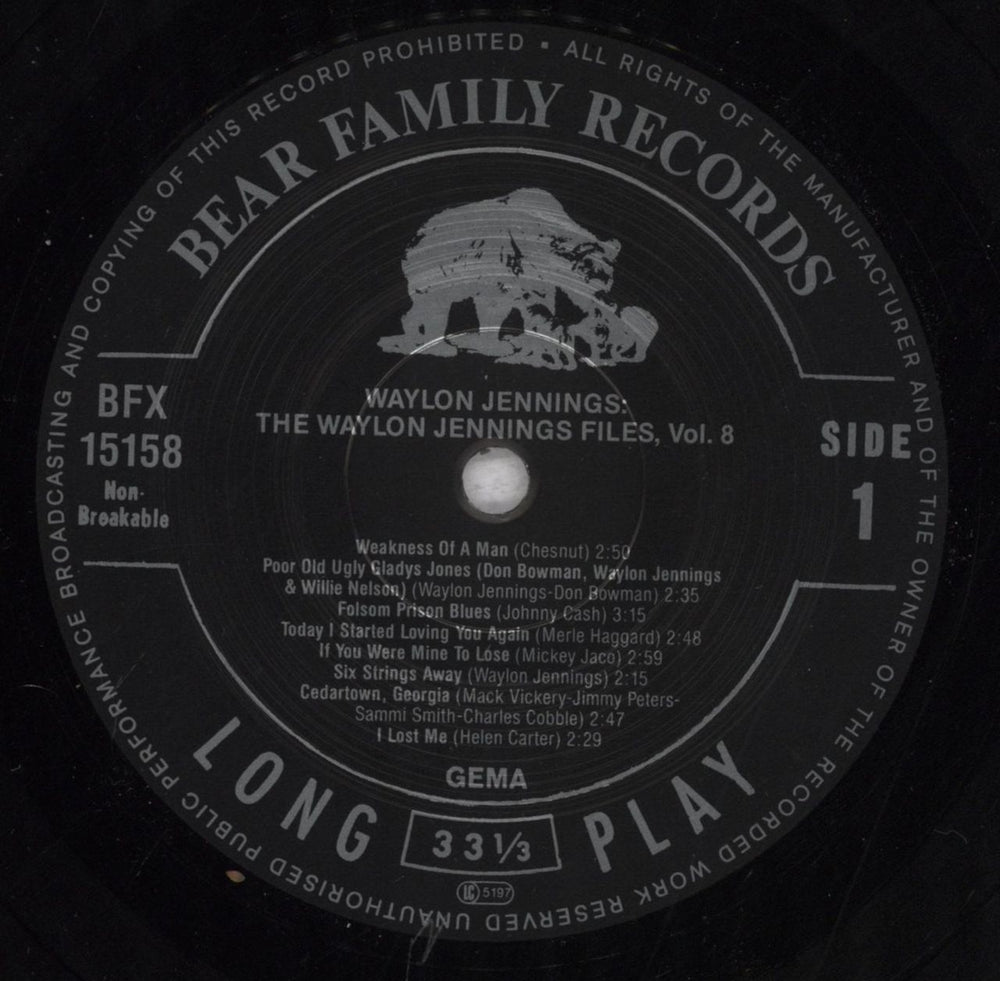 UNAUTHORISED PUBLIC PERFORMANCE BROADCASTING AND COPYING OF THIS RECORD PROHIBITED ▪ ALL RIGHTS OF THE MANUFACTURER AND OF THE OWNER OF THE RECORDED WORK RESERVED
BEAR FAMILY RECORDS
WAYLON JENNINGS:
THE WAYLON JENNINGS FILES, Vol. 8
BFX
15158
Non-
Breakable
SIDE
1
Weakness Of A Man (Chesnut) 2:50
Poor Old Ugly Gladys Jones (Don Bowman, Waylon Jennings
& Willie Nelson) (Waylon Jennings-Don Bowman) 2:35
Folsom Prison Blues (Johnny Cash) 3:15
Today I Started Loving You Again (Merle Haggard) 2:48
If You Were Mine To Lose (Mickey Jaco) 2:59
Six Strings Away (Waylon Jennings) 2:15
Cedartown, Georgia (Mack Vickery-Jimmy Peters-
Sammi Smith-Charles Cobble) 2:47
I Lost Me (Helen Carter) 2:29
GEMA
LONG PLAY
33 1/3
LC 5197